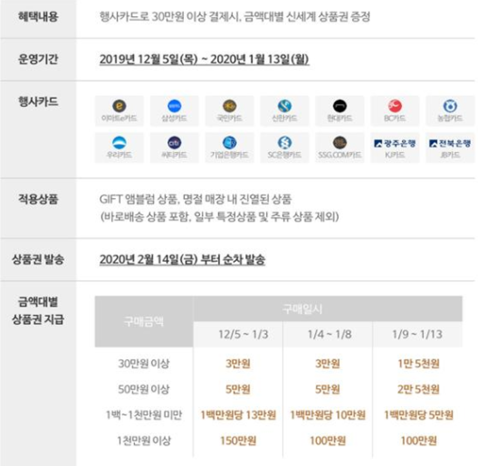 혜택내용
행사카드로 30만원 이상 결제시, 금액대별 신세계 상품권 증정
운영기간
2019년 12월 5일(목) ~ 2020년 1월 13일(월)
행사카드
이마트e카드 삼성카드 국민카드 신한카드 현대카드 BC카드 농협카드
우리카드 씨티카드 기업은행카드 SC은행카드 SSG.COM카드 광주은행 KJ카드 전북은행 JB카드
적용상품
GIFT 앰블럼 상품, 명절 매장 내 진열된 상품
(바로배송 상품 포함, 일부 특정상품 및 주류 상품 제외)
상품권 발송
2020년 2월 14일(금) 부터 순차 발송
금액대별
상품권 지급
구매금액 구매일시
12/5 ~ 1/3 1/4 ~ 1/8 1/9 ~ 1/13
30만원 이상 3만원 3만원 1만 5천원
50만원 이상 5만원 5만원 2만 5천원
1백~1천만원 미만 1백만원당 13만원 1백만원당 10만원 1백만원당 5만원
1천만원 이상 150만원 100만원 100만원